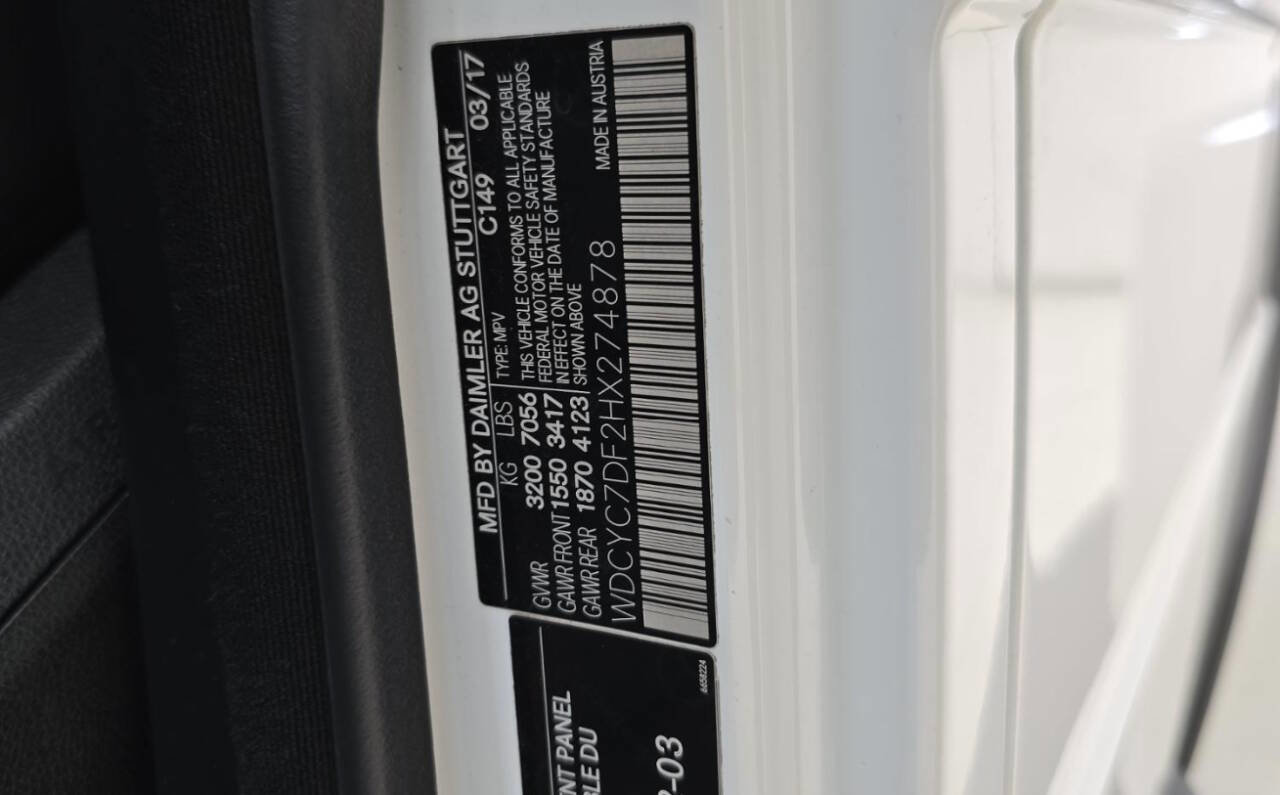 MFD BY DAIMLER AG STUTTGART 03/17
KG LBS TYPE: MPV C149
GVWR 3200 7056 THIS VEHICLE CONFORMS TO ALL APPLICABLE
GAWR FRONT 1550 3417 FEDERAL MOTOR VEHICLE SAFETY STANDARDS
GAWR REAR 1870 4123 IN EFFECT ON THE DATE OF MANUFACTURE
SHOWN ABOVE
WDCYC7DF2HX274878 MADE IN AUSTRIA
PANEL
DU
-03
6658224